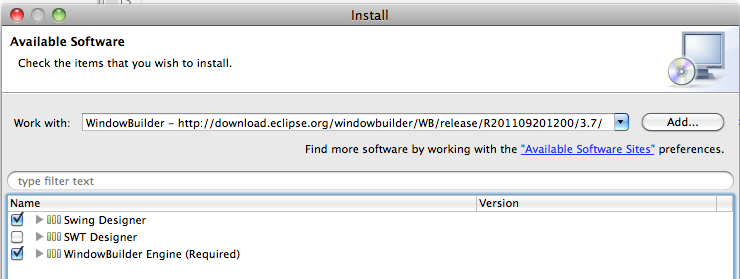 Install
Available Software
Check the items that you wish to install.
Work with: WindowBuilder – http://download.eclipse.org/windowbuilder/WB/release/R201109201200/3.7/ Add...
Find more software by working with the "Available Software Sites" preferences.
type filter text
Name Version
Swing Designer
SWT Designer
WindowBuilder Engine (Required)